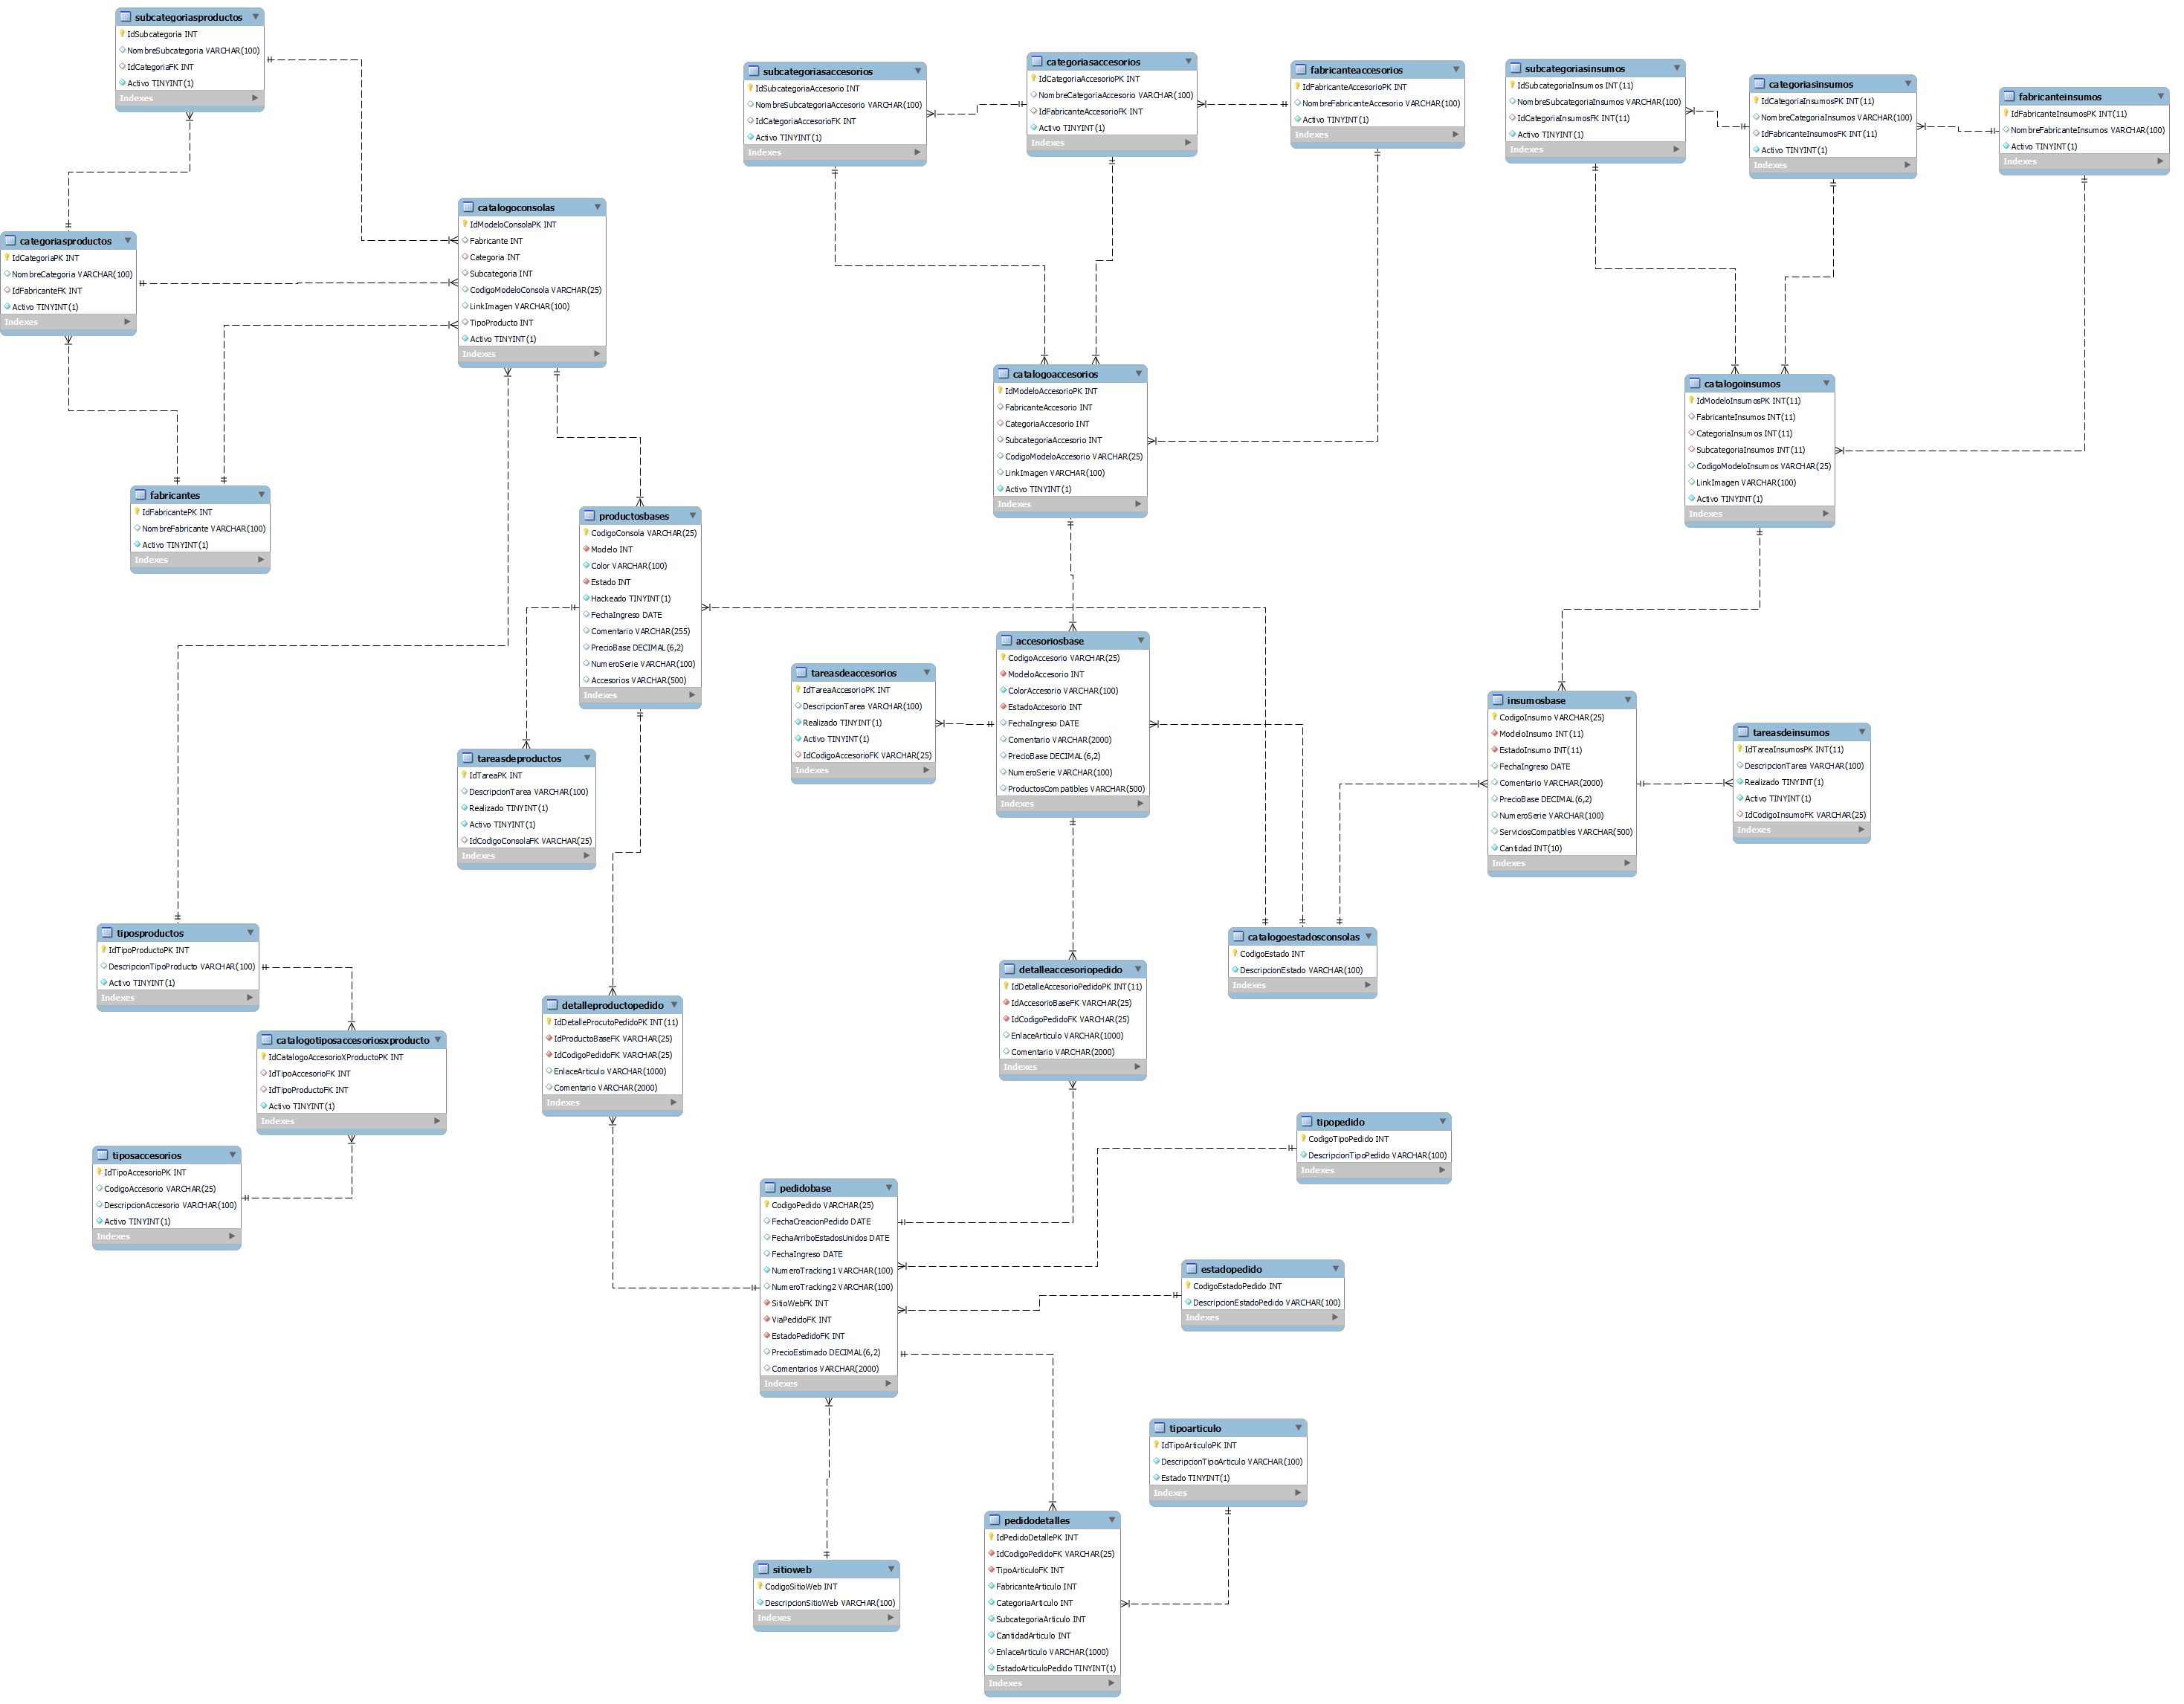 subcategoriasproductos
IdSubcategoria INT
NombreSubcategoria VARCHAR(100)
IdCategoriaFK INT
Activo TINYINT(1)
Indexes
subcategoriasaccesorios
IdSubcategoriaAccesorio INT
NombreSubcategoriaAccesorio VARCHAR(100)
IdCategoriaAccesorioFK INT
Activo TINYINT(1)
Indexes
categoriasaccesorios
IdCategoriaAccesorioPK INT
NombreCategoriaAccesorio VARCHAR(100)
IdFabricanteAccesorioFK INT
Activo TINYINT(1)
Indexes
fabricanteaccesorios
IdFabricanteAccesorioPK INT
NombreFabricanteAccesorio VARCHAR(100)
Activo TINYINT(1)
Indexes
subcategoriasinsumos
IdSubcategoriaInsumos INT(11)
NombreSubcategoriaInsumos VARCHAR(100)
IdCategoriaInsumosFK INT(11)
Activo TINYINT(1)
Indexes
categoriasinsumos
IdCategoriaInsumosPK INT(11)
NombreCategoriaInsumos VARCHAR(100)
IdFabricanteInsumosFK INT(11)
Activo TINYINT(1)
Indexes
fabricanteinsumos
IdFabricanteInsumosPK INT(11)
NombreFabricanteInsumos VARCHAR(100)
Activo TINYINT(1)
Indexes
categoriasproductos
IdCategoriaPK INT
NombreCategoria VARCHAR(100)
IdFabricanteFK INT
Activo TINYINT(1)
Indexes
catalogoconsolas
IdModeloConsolaPK INT
Fabricante INT
Categoria INT
Subcategoria INT
CodigoModeloConsola VARCHAR(25)
LinkImagen VARCHAR(100)
TipoProducto INT
Activo TINYINT(1)
Indexes
catalogoaccesorios
IdModeloAccesorioPK INT
FabricanteAccesorio INT
CategoriaAccesorio INT
SubcategoriaAccesorio INT
CodigoModeloAccesorio VARCHAR(25)
LinkImagen VARCHAR(100)
Activo TINYINT(1)
Indexes
catalogoinsumos
IdModeloInsumosPK INT(11)
FabricanteInsumos INT(11)
CategoriaInsumos INT(11)
SubcategoriaInsumos INT(11)
CodigoModeloInsumos VARCHAR(25)
LinkImagen VARCHAR(100)
Activo TINYINT(1)
Indexes
fabricantes
IdFabricantePK INT
NombreFabricante VARCHAR(100)
Activo TINYINT(1)
Indexes
productosbases
CodigoConsola VARCHAR(25)
Modelo INT
Color VARCHAR(100)
Estado INT
Hackeado TINYINT(1)
FechaIngreso DATE
Comentario VARCHAR(255)
PrecioBase DECIMAL(6,2)
NumeroSerie VARCHAR(100)
Accesorios VARCHAR(500)
Indexes
tareasdeaccesorios
IdTareaAccesorioPK INT
DescripcionTarea VARCHAR(100)
Realizado TINYINT(1)
Activo TINYINT(1)
IdCodigoAccesorioFK VARCHAR(25)
Indexes
accesoriosbase
CodigoAccesorio VARCHAR(25)
ModeloAccesorio INT
ColorAccesorio VARCHAR(100)
EstadoAccesorio INT
FechaIngreso DATE
Comentario VARCHAR(2000)
PrecioBase DECIMAL(6,2)
NumeroSerie VARCHAR(100)
ProductosCompatibles VARCHAR(500)
Indexes
insumosbase
CodigoInsumo VARCHAR(25)
ModeloInsumo INT(11)
EstadoInsumo INT(11)
FechaIngreso DATE
Comentario VARCHAR(2000)
PrecioBase DECIMAL(6,2)
NumeroSerie VARCHAR(100)
ServiciosCompatibles VARCHAR(500)
Cantidad INT(10)
Indexes
tareasdeinsumos
IdTareaInsumosPK INT(11)
DescripcionTarea VARCHAR(100)
Realizado TINYINT(1)
Activo TINYINT(1)
IdCodigoInsumoFK VARCHAR(25)
Indexes
tareasdeproductos
IdTareaPK INT
DescripcionTarea VARCHAR(100)
Realizado TINYINT(1)
Activo TINYINT(1)
IdCodigoConsolaFK VARCHAR(25)
Indexes
tiposproductos
IdTipoProductoPK INT
DescripcionTipoProducto VARCHAR(100)
Activo TINYINT(1)
Indexes
catalogoestadosconsolas
CodigoEstado INT
DescripcionEstado VARCHAR(100)
Indexes
detalleproductopedido
IdDetalleProcutoPedidoPK INT(11)
IdProductoBaseFK VARCHAR(25)
IdCodigoPedidoFK VARCHAR(25)
EnlaceArticulo VARCHAR(1000)
Comentario VARCHAR(2000)
Indexes
detalleaccesoriopedido
IdDetalleAccesorioPedidoPK INT(11)
IdAccesorioBaseFK VARCHAR(25)
IdCodigoPedidoFK VARCHAR(25)
EnlaceArticulo VARCHAR(1000)
Comentario VARCHAR(2000)
Indexes
catalogotiposaccesoriosxproducto
IdCatalogoAccesorioXProductoPK INT
IdTipoAccesorioFK INT
IdTipoProductoFK INT
Activo TINYINT(1)
Indexes
tiposaccesorios
IdTipoAccesorioPK INT
CodigoAccesorio VARCHAR(25)
DescripcionAccesorio VARCHAR(100)
Activo TINYINT(1)
Indexes
tipopedido
CodigoTipoPedido INT
DescripcionTipoPedido VARCHAR(100)
Indexes
pedidobase
CodigoPedido VARCHAR(25)
FechaCreacionPedido DATE
FechaArriboEstadosUnidos DATE
FechaIngreso DATE
NumeroTracking1 VARCHAR(100)
NumeroTracking2 VARCHAR(100)
SitioWebFK INT
ViaPedidoFK INT
EstadoPedidoFK INT
PrecioEstimado DECIMAL(6,2)
Comentarios VARCHAR(2000)
Indexes
estadopedido
CodigoEstadoPedido INT
DescripcionEstadoPedido VARCHAR(100)
Indexes
tipoarticulo
IdTipoArticuloPK INT
DescripcionTipoArticulo VARCHAR(100)
Estado TINYINT(1)
Indexes
pedidodetalles
IdPedidoDetallePK INT
IdCodigoPedidoFK VARCHAR(25)
TipoArticuloFK INT
FabricanteArticulo INT
CategoriaArticulo INT
SubcategoriaArticulo INT
CantidadArticulo INT
EnlaceArticulo VARCHAR(1000)
EstadoArticuloPedido TINYINT(1)
Indexes
sitioweb
CodigoSitioWeb INT
DescripcionSitioWeb VARCHAR(100)
Indexes